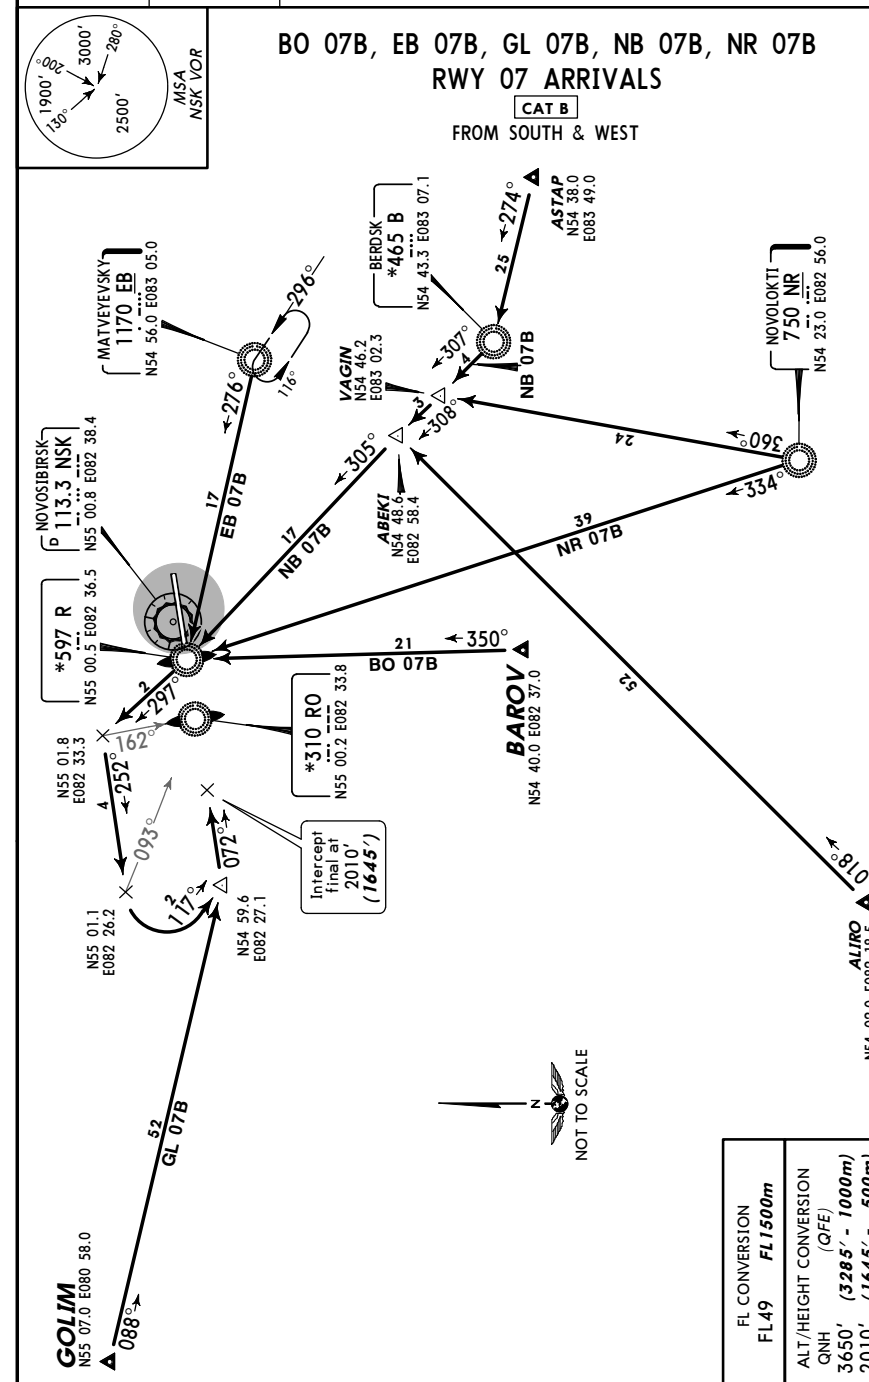 BO 07B, EB 07B, GL 07B, NB 07B, NR 07B
RWY 07 ARRIVALS
CAT B
FROM SOUTH & WEST
MSA
NSK VOR
3000'
280°
200°
1900'
130°
2500'
ASTAP
N54 38.0
E083 49.0
274°
25
BERDSK
*465 B
N54 43.3 E083 07.1
307°
4
NB 07B
NOVOLOKTI
750 NR
N54 23.0 E082 56.0
MATVEYEVSKY
1170 EB
N54 56.0 E083 05.0
296°
116°
276°
17
EB 07B
VAGIN
N54 46.2
E083 02.3
3
308°
360°
24
334°
39
NR 07B
ABEKI
N54 48.6
E082 58.4
305°
17
NB 07B
NOVOSIBIRSK
D 113.3 NSK
N55 00.8 E082 38.4
*597 R
N55 00.5 E082 36.5
350°
21
BO 07B
BAROV
N54 40.0 E082 37.0
52
018°
ALIRO
2
297°
162°
N55 01.8
E082 33.3
*310 RO
N55 00.2 E082 33.8
4
252°
093°
N55 01.1
E082 26.2
2
117°
072°
N54 59.6
E082 27.1
Intercept
final at
2010'
(1645')
52
GL 07B
088°
GOLIM
N55 07.0 E080 58.0
N
NOT TO SCALE
FL CONVERSION
FL49 FL1500m
ALT/HEIGHT CONVERSION
QNH (QFE)
3650' (3285' - 1000m)
2010' (1645' - 500m)